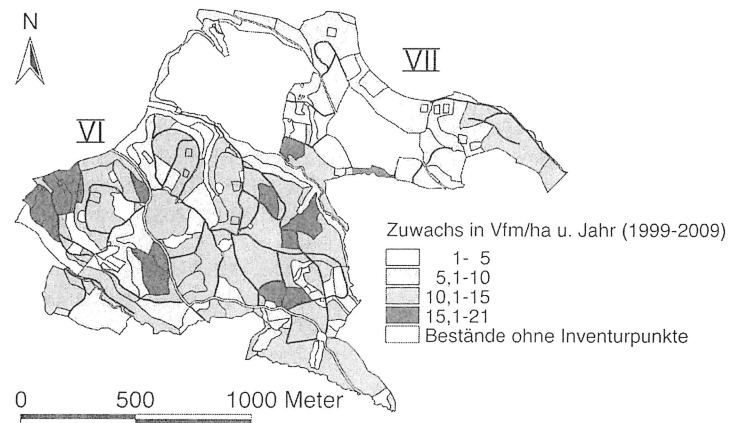 N
VII
VI
Zuwachs in Vfm/ha u. Jahr (1999-2009)
1- 5
5,1-10
10,1-15
15,1-21
Bestände ohne Inventurpunkte
0 500 1000 Meter